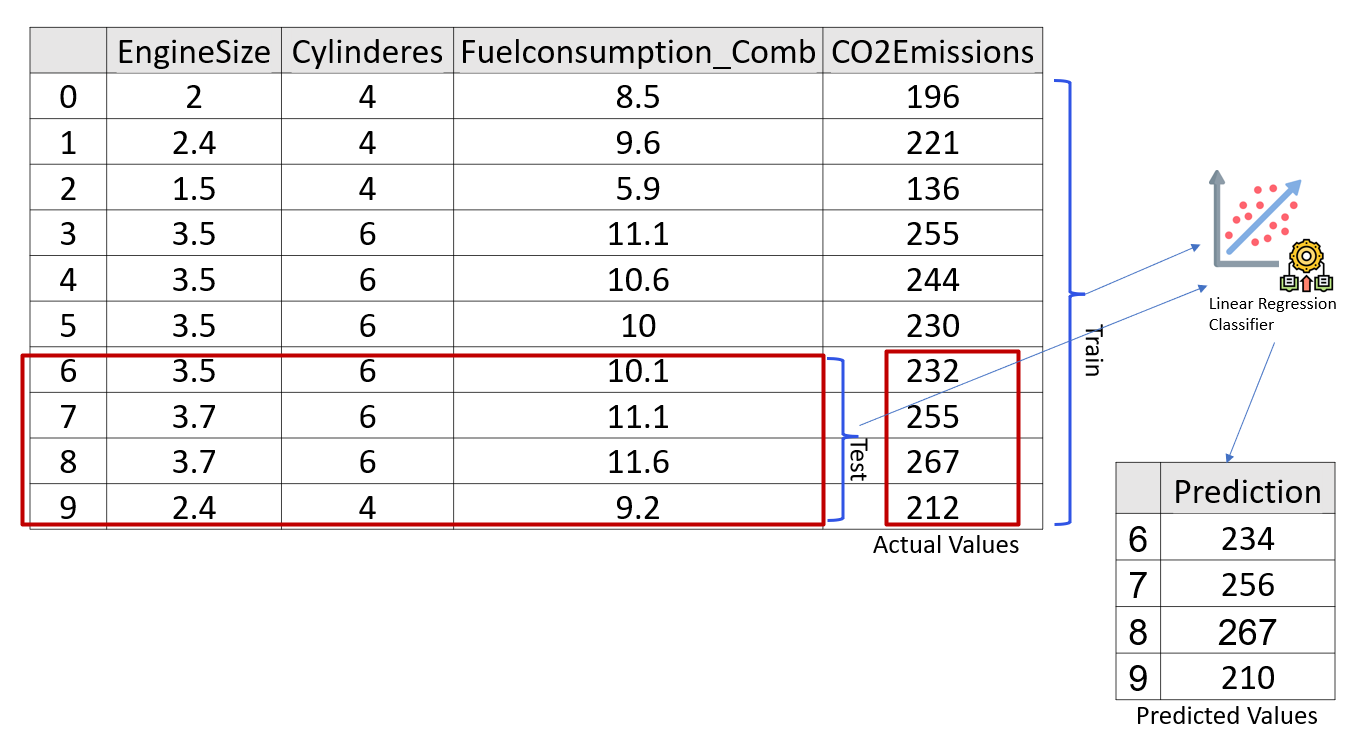 EngineSize Cylinderes Fuelconsumption_Comb CO2Emissions
0 2 4 8.5 196
1 2.4 4 9.6 221
2 1.5 4 5.9 136
3 3.5 6 11.1 255
4 3.5 6 10.6 244
5 3.5 6 10 230
6 3.5 6 10.1 232
7 3.7 6 11.1 255
8 3.7 6 11.6 267
9 2.4 4 9.2 212
Test
Actual Values
Train
Linear Regression
Classifier
Prediction
6 234
7 256
8 267
9 210
Predicted Values